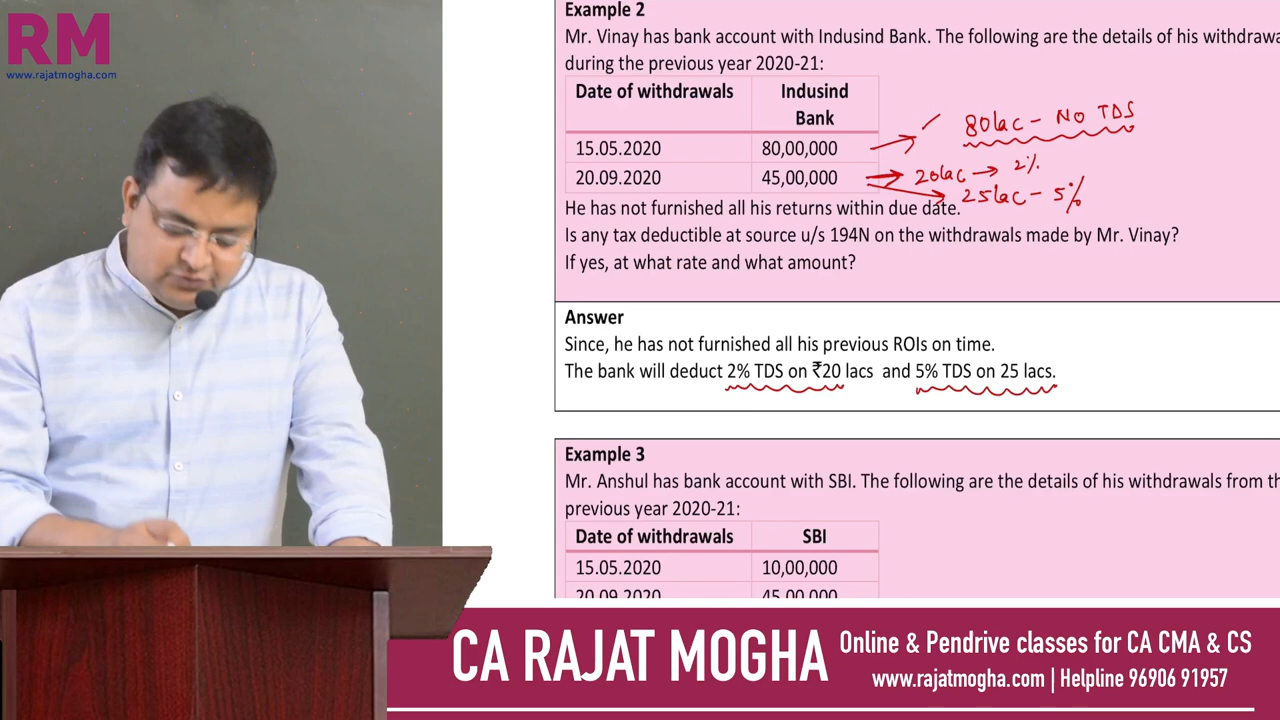 RM
www.rajatmogha.com
Example 2
Mr. Vinay has bank account with Indusind Bank. The following are the details of his withdrawa
during the previous year 2020-21:
Date of withdrawals Indusind Bank
15.05.2020 80,00,000
80lac - No TDS
20.09.2020 45,00,000
20lac → 2%
25lac - 5%
He has not furnished all his returns within due date.
Is any tax deductible at source u/s 194N on the withdrawals made by Mr. Vinay?
If yes, at what rate and what amount?
Answer
Since, he has not furnished all his previous ROIs on time.
The bank will deduct 2% TDS on ₹20 lacs and 5% TDS on 25 lacs.
Example 3
Mr. Anshul has bank account with SBI. The following are the details of his withdrawals from th
previous year 2020-21:
Date of withdrawals SBI
15.05.2020 10,00,000
20.09.2020 45,00,000
CA RAJAT MOGHA
Online & Pendrive classes for CA CMA & CS
www.rajatmogha.com | Helpline 96906 91957